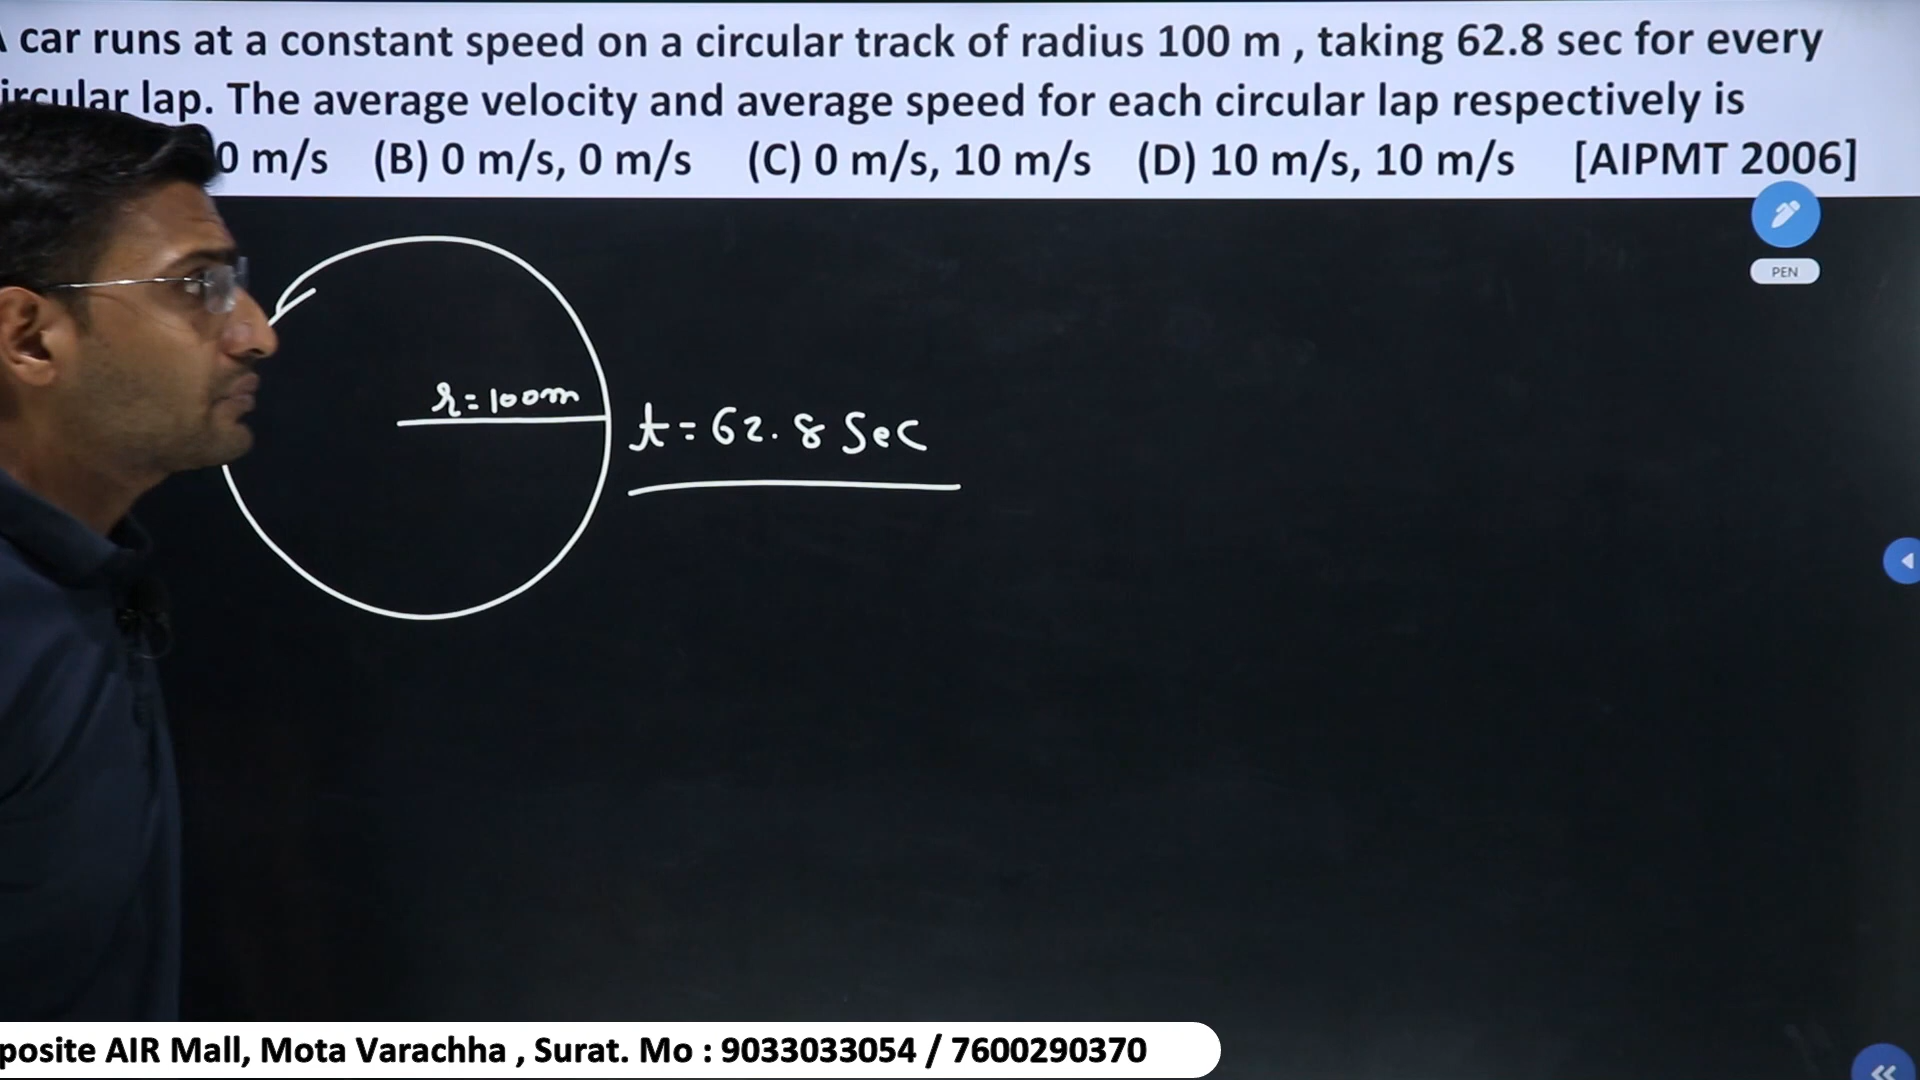 car runs at a constant speed on a circular track of radius 100 m , taking 62.8 sec for every
ircular lap. The average velocity and average speed for each circular lap respectively is
0 m/s (B) 0 m/s, 0 m/s (C) 0 m/s, 10 m/s (D) 10 m/s, 10 m/s [AIPMT 2006]
PEN
r=100m
t=62.8 Sec
posite AIR Mall, Mota Varachha , Surat. Mo : 9033033054 / 7600290370